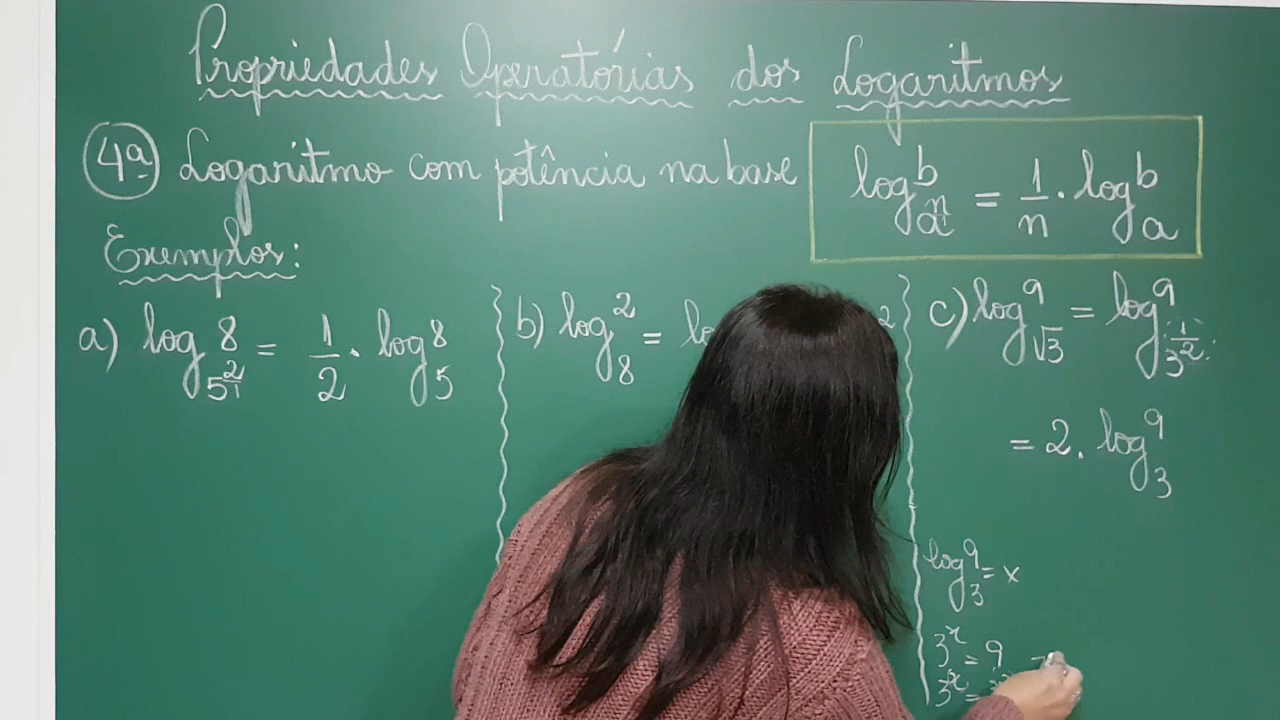 Propriedades Operatórias dos Logaritmos
4ª Logaritmo com potência na base
log_{a^n}^b = 1/n · log_a^b
Exemplos:
a) log_{5^{2/1}}^8 = 1/2 · log_5^8
b) log_8^2 =
c) log_{√3}^9 = log_{3^{1/2}}^9
= 2 · log_3^9
log_3^9 = x
3^x = 9
3^x =